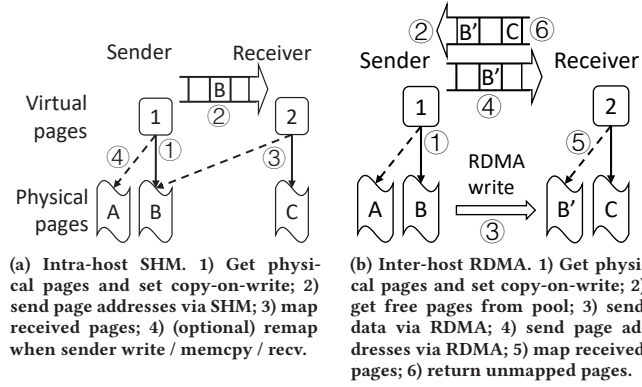 Sender
Receiver
B
②
Virtual
pages
1
2
④
①
③
Physical
pages
A
B
C
(a) Intra-host SHM. 1) Get physi-
cal pages and set copy-on-write; 2)
send page addresses via SHM; 3) map
received pages; 4) (optional) remap
when sender write / memcpy / recv.
②
B'
C
⑥
Sender
Receiver
B'
④
1
2
①
⑤
RDMA
write
③
A
B
B'
C
(b) Inter-host RDMA. 1) Get physi-
cal pages and set copy-on-write; 2)
get free pages from pool; 3) send
data via RDMA; 4) send page ad-
dresses via RDMA; 5) map received
pages; 6) return unmapped pages.